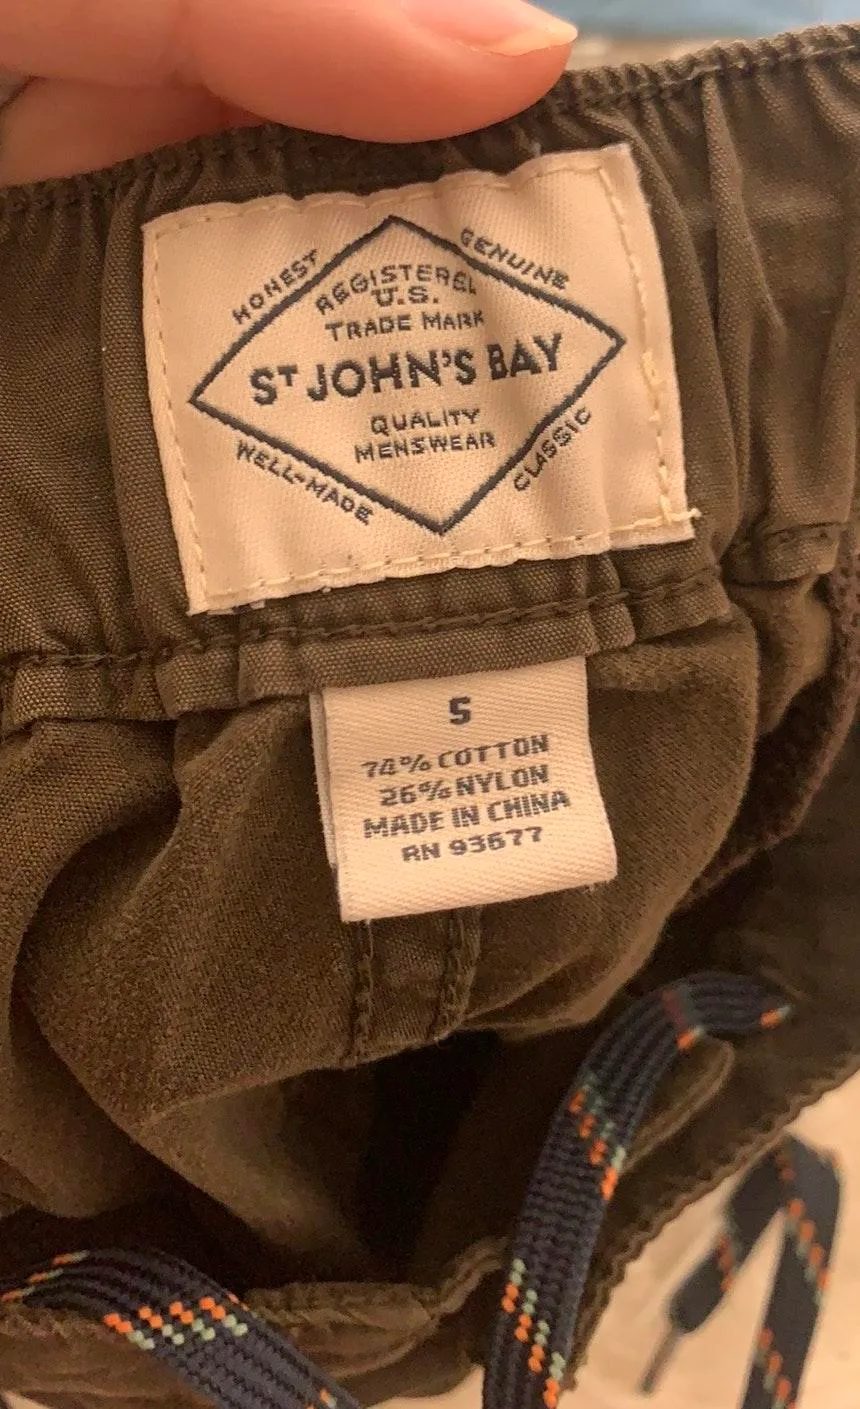 HONEST
GENUINE
REGISTERED
U.S.
TRADE MARK
ST JOHN'S BAY
QUALITY
MENSWEAR
WELL-MADE
CLASSIC
S
74% COTTON
26% NYLON
MADE IN CHINA
RN 93677